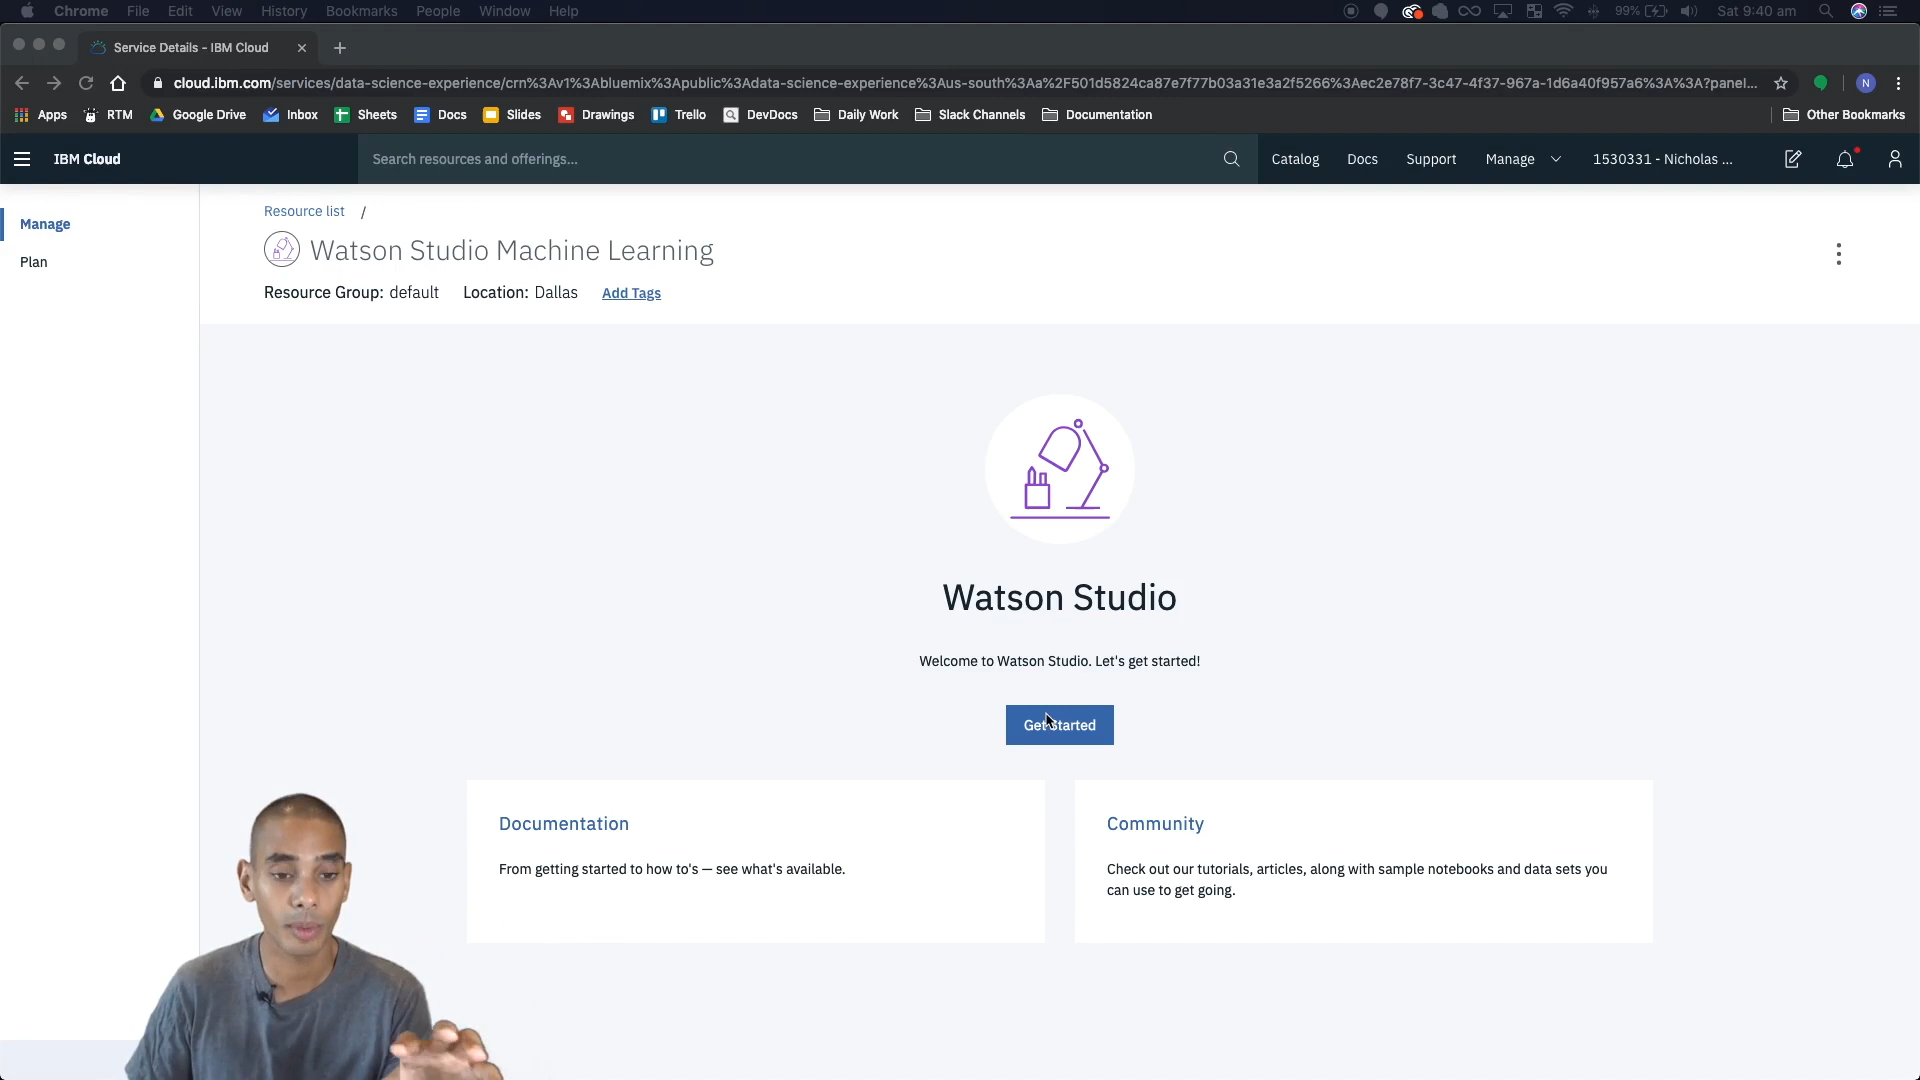 Chrome File Edit View History Bookmarks People Window Help 99% Sat 9:40 am
Service Details - IBM Cloud
cloud.ibm.com/services/data-science-experience/crn%3Av1%3Abluemix%3Apublic%3Adata-science-experience%3Aus-south%3Aa%2F501d5824ca87e7f77b03a31e3a2f5266%3Aec2e78f7-3c47-4f37-967a-1d6a40f957a6%3A%3A?panel... N
Apps RTM Google Drive Inbox Sheets Docs Slides Drawings Trello DevDocs Daily Work Slack Channels Documentation Other Bookmarks
IBM Cloud Search resources and offerings... Catalog Docs Support Manage 1530331 - Nicholas ...
Resource list /
Manage
Watson Studio Machine Learning
Plan
Resource Group: default Location: Dallas Add Tags
Watson Studio
Welcome to Watson Studio. Let's get started!
Get Started
Documentation
From getting started to how to's — see what's available.
Community
Check out our tutorials, articles, along with sample notebooks and data sets you
can use to get going.